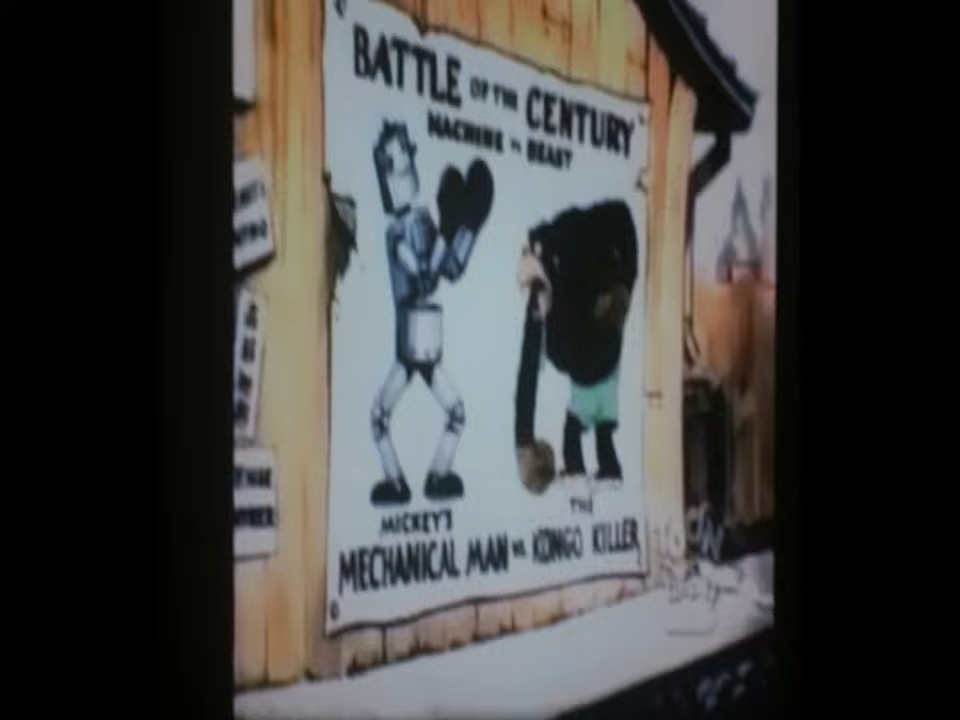 BATTLE OF THE CENTURY
MACHINE vs BEAST
MICKEY'S
THE
MECHANICAL MAN vs. KONGO KILLER